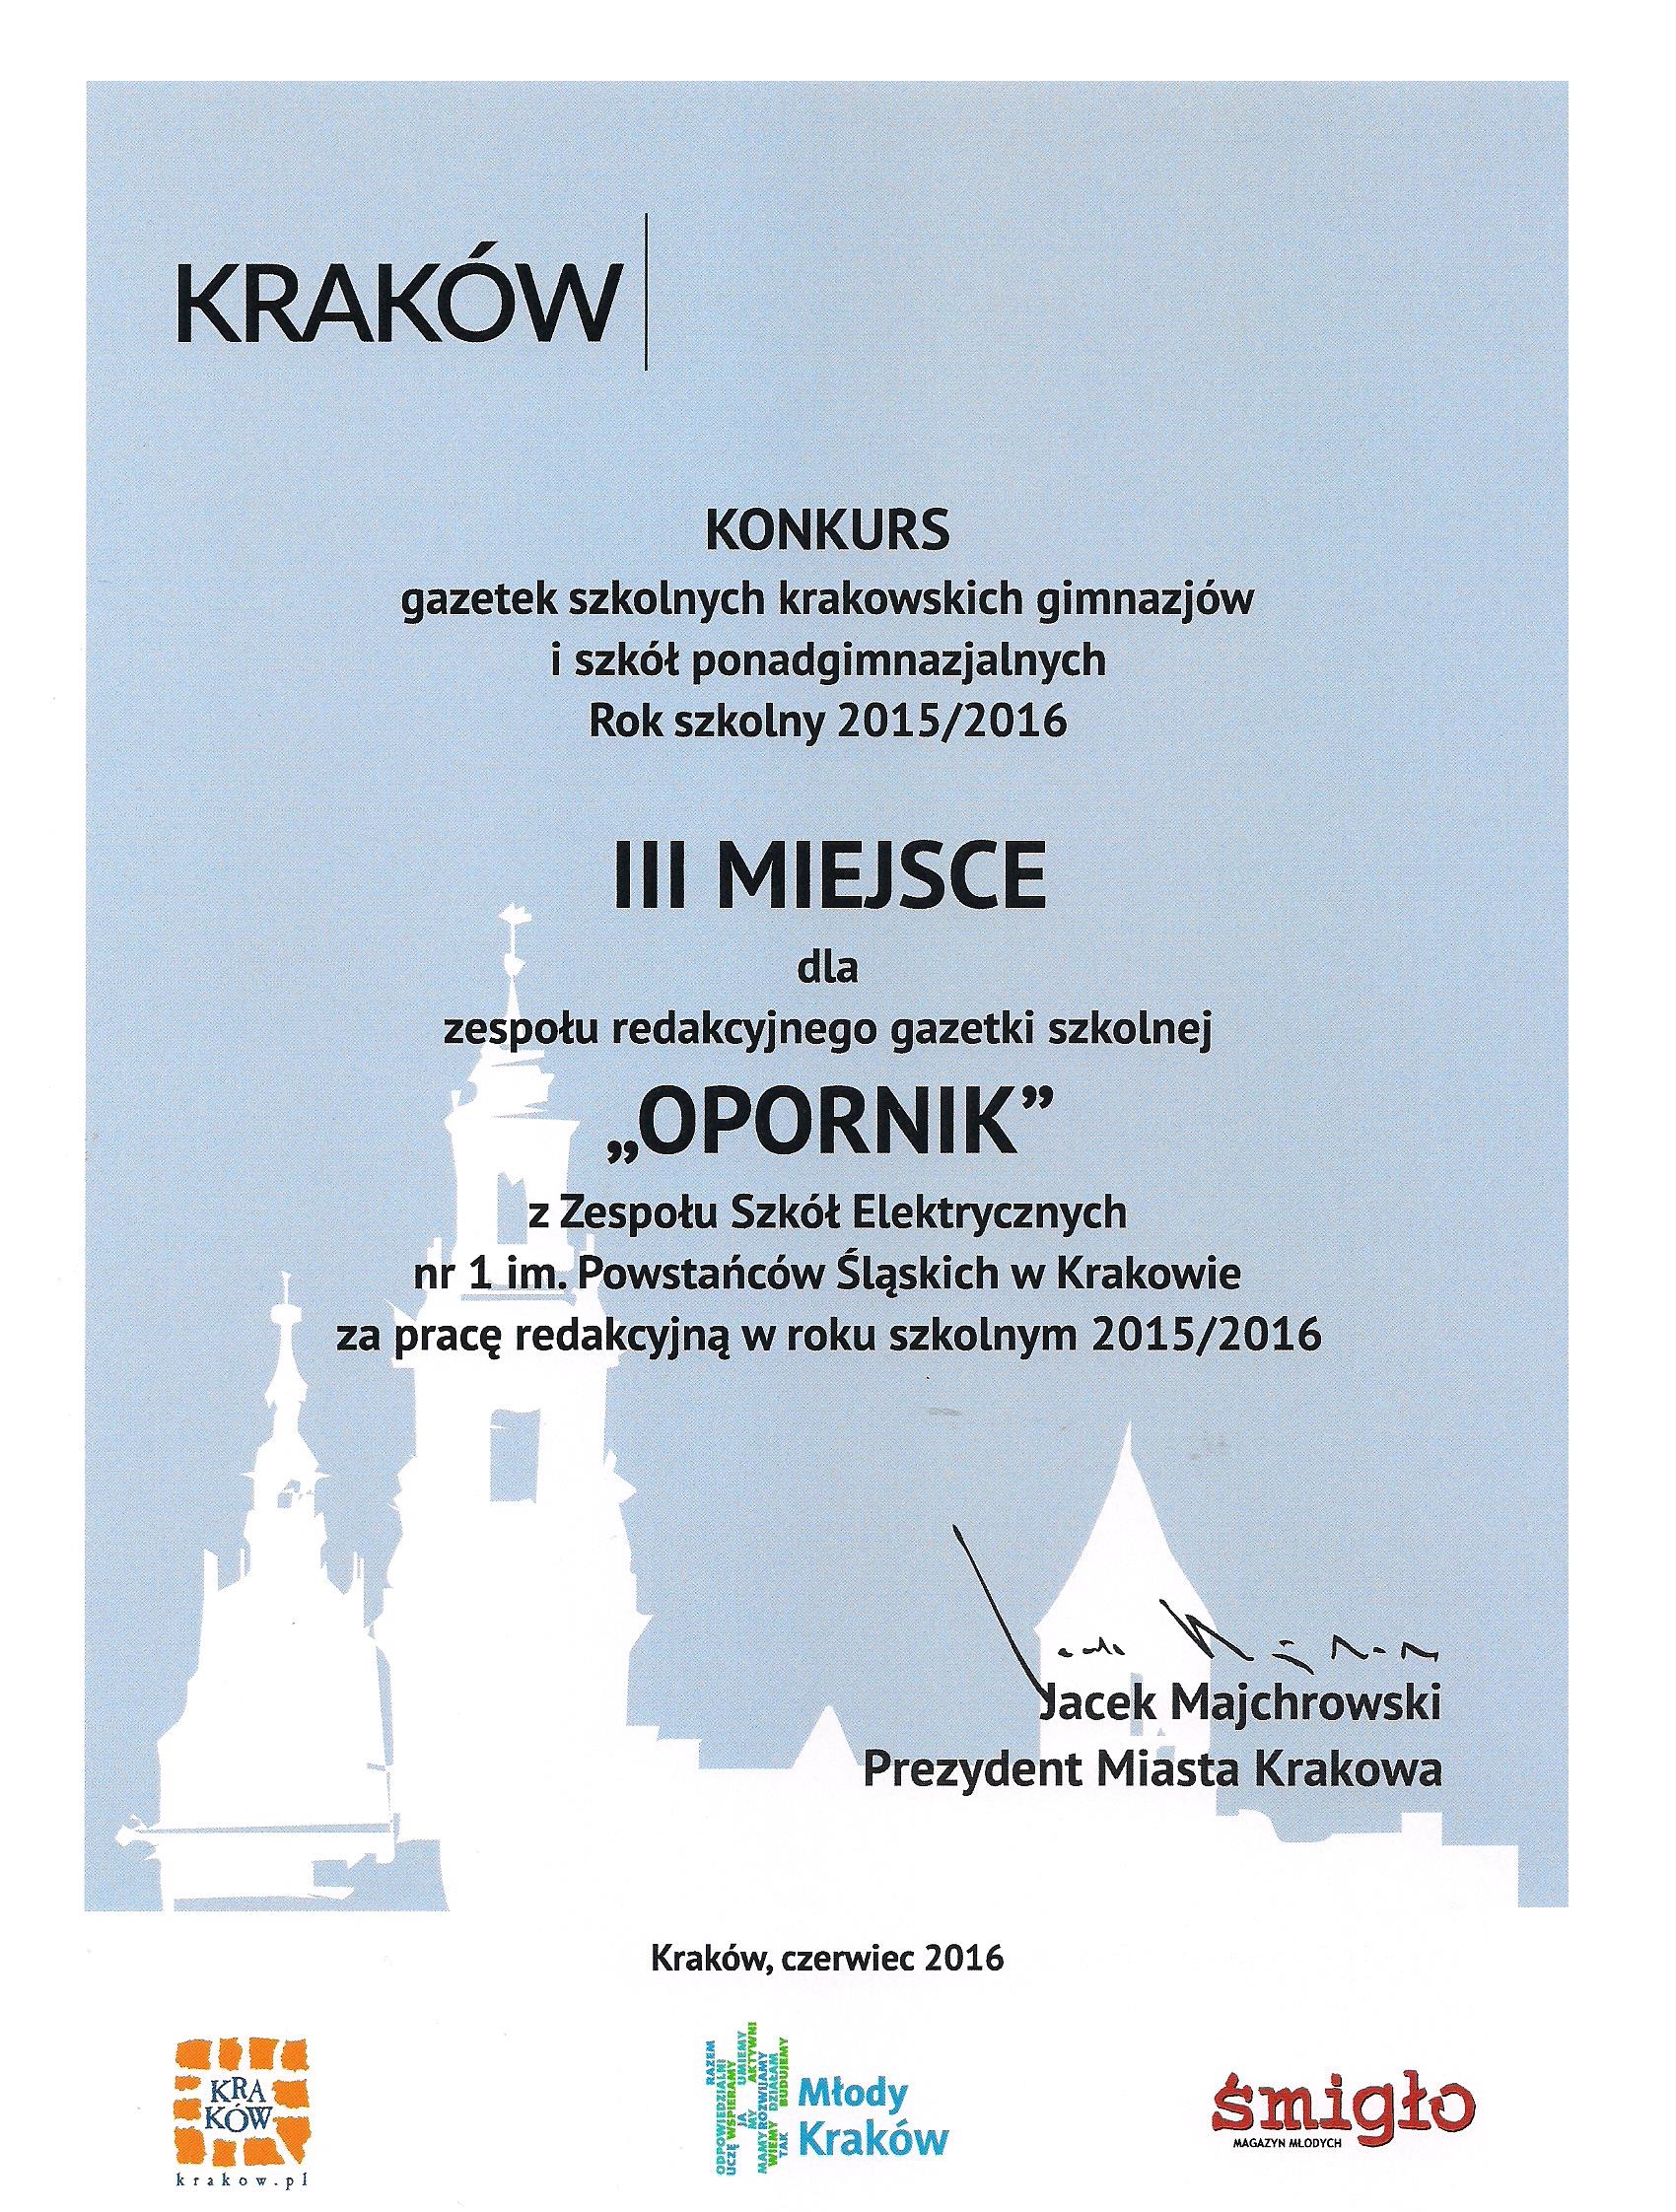 KRAKÓW
KONKURS
gazetek szkolnych krakowskich gimnazjów
i szkół ponadgimnazjalnych
Rok szkolny 2015/2016
III MIEJSCE
dla
zespołu redakcyjnego gazetki szkolnej
„OPORNIK”
z Zespołu Szkół Elektrycznych
nr 1 im. Powstańców Śląskich w Krakowie
za pracę redakcyjną w roku szkolnym 2015/2016
Jacek Majchrowski
Prezydent Miasta Krakowa
Kraków, czerwiec 2016
KRA
KÓW
krakow.pl
RAZEM
ODPOWIEDZIALNI
UCZĘ WSPIERAMY
JA UMIEMY
MY AKTYWNI
MAMY ROZWIJAMY
WIEMY DZIAŁAM
TAK BUDUJEMY
Młody
Kraków
śmigło
MAGAZYN MŁODYCH